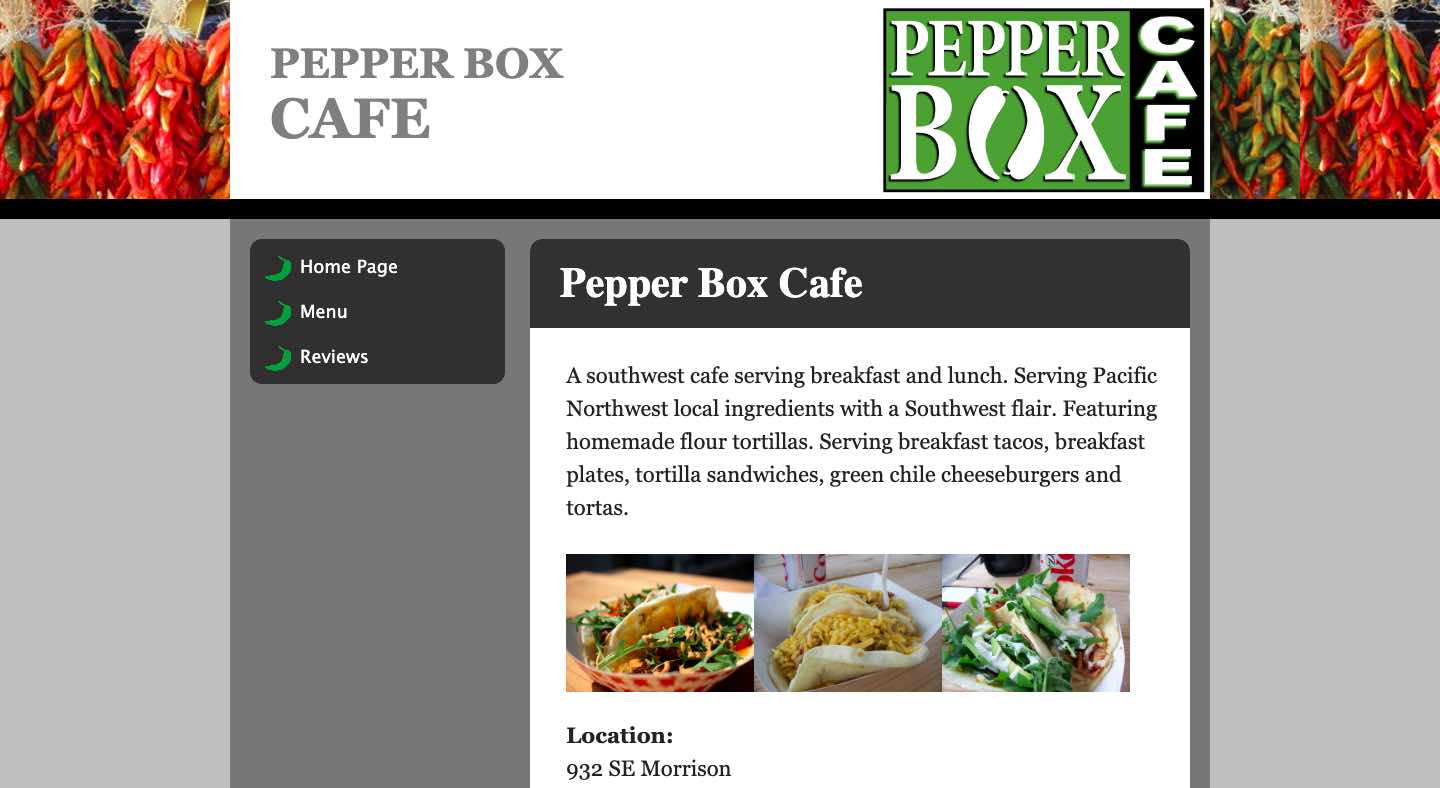 PEPPER BOX
CAFE
PEPPER
BOX
CAFE
Home Page
Menu
Reviews
Pepper Box Cafe
A southwest cafe serving breakfast and lunch. Serving Pacific
Northwest local ingredients with a Southwest flair. Featuring
homemade flour tortillas. Serving breakfast tacos, breakfast
plates, tortilla sandwiches, green chile cheeseburgers and
tortas.
Location:
932 SE Morrison